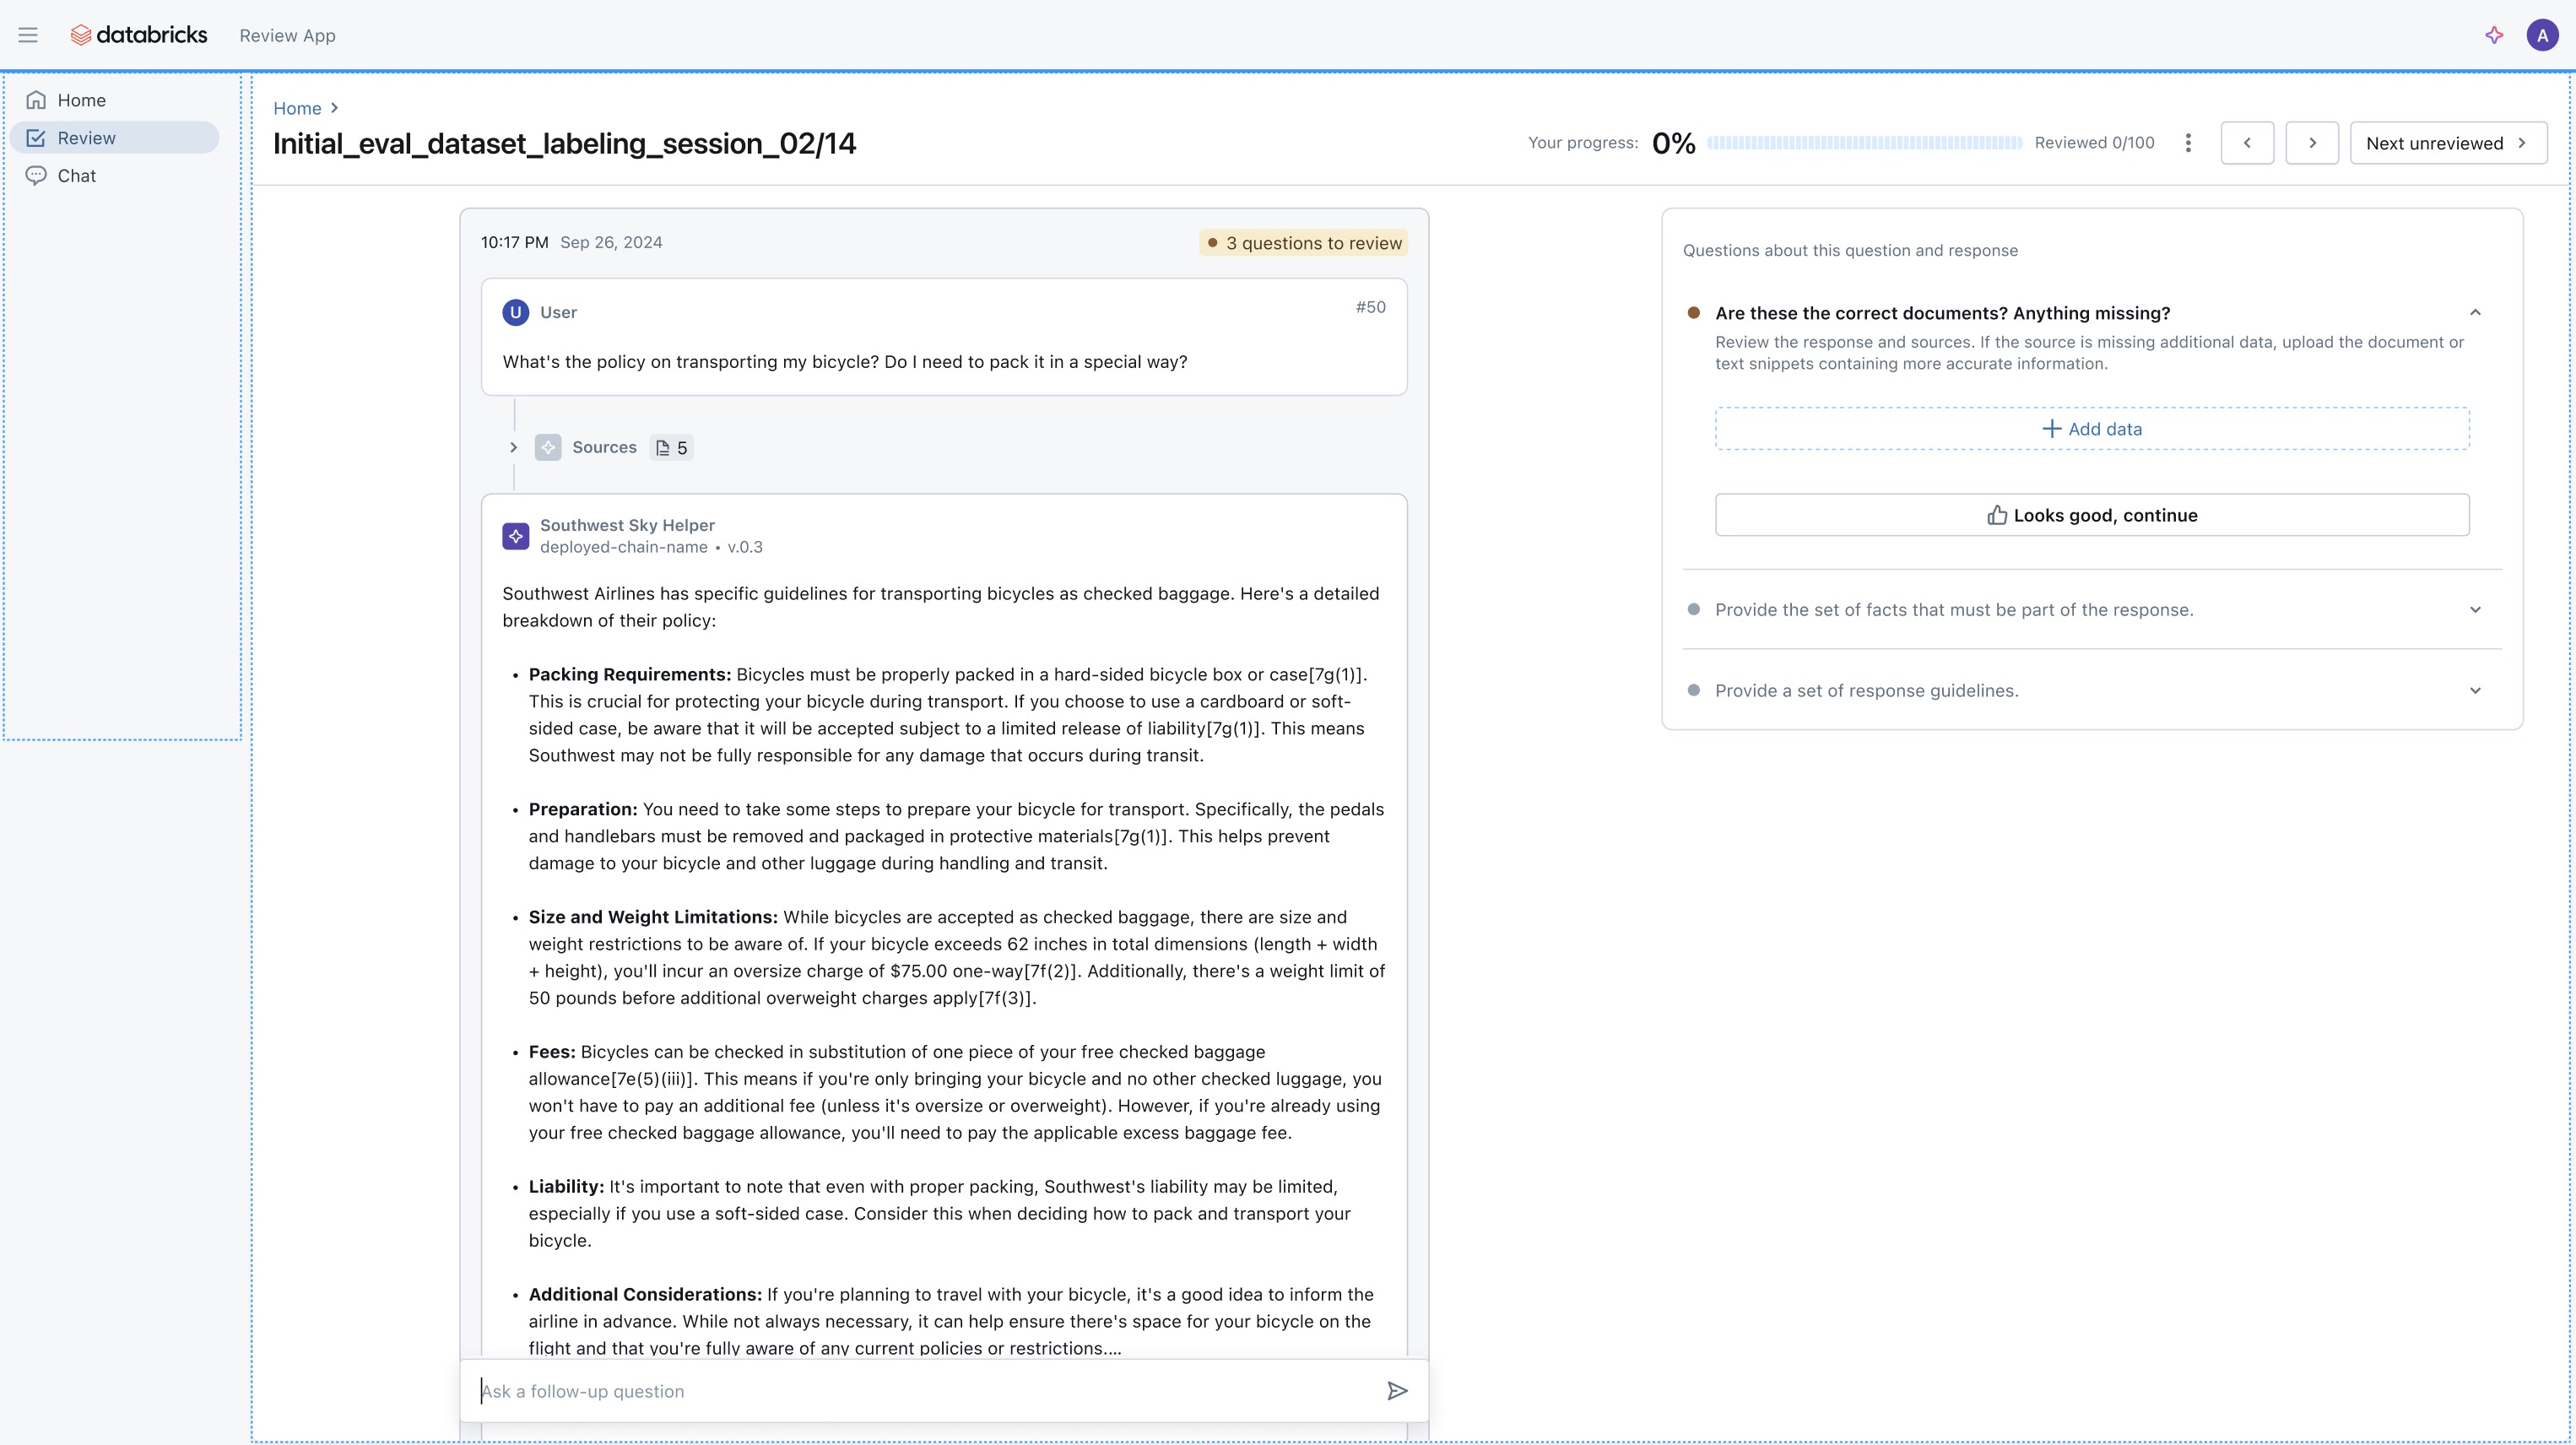 databricks Review App
A
Home
Review
Chat
Home
Initial_eval_dataset_labeling_session_02/14
Your progress: 0% Reviewed 0/100
Next unreviewed
10:17 PM Sep 26, 2024
3 questions to review
U User
#50
What's the policy on transporting my bicycle? Do I need to pack it in a special way?
Sources 5
Southwest Sky Helper
deployed-chain-name • v.0.3
Southwest Airlines has specific guidelines for transporting bicycles as checked baggage. Here's a detailed
breakdown of their policy:
• Packing Requirements: Bicycles must be properly packed in a hard-sided bicycle box or case[7g(1)].
This is crucial for protecting your bicycle during transport. If you choose to use a cardboard or soft-
sided case, be aware that it will be accepted subject to a limited release of liability[7g(1)]. This means
Southwest may not be fully responsible for any damage that occurs during transit.
• Preparation: You need to take some steps to prepare your bicycle for transport. Specifically, the pedals
and handlebars must be removed and packaged in protective materials[7g(1)]. This helps prevent
damage to your bicycle and other luggage during handling and transit.
• Size and Weight Limitations: While bicycles are accepted as checked baggage, there are size and
weight restrictions to be aware of. If your bicycle exceeds 62 inches in total dimensions (length + width
+ height), you'll incur an oversize charge of $75.00 one-way[7f(2)]. Additionally, there's a weight limit of
50 pounds before additional overweight charges apply[7f(3)].
• Fees: Bicycles can be checked in substitution of one piece of your free checked baggage
allowance[7e(5)(iii)]. This means if you're only bringing your bicycle and no other checked luggage, you
won't have to pay an additional fee (unless it's oversize or overweight). However, if you're already using
your free checked baggage allowance, you'll need to pay the applicable excess baggage fee.
• Liability: It's important to note that even with proper packing, Southwest's liability may be limited,
especially if you use a soft-sided case. Consider this when deciding how to pack and transport your
bicycle.
• Additional Considerations: If you're planning to travel with your bicycle, it's a good idea to inform the
airline in advance. While not always necessary, it can help ensure there's space for your bicycle on the
flight and that you're fully aware of any current policies or restrictions....
Ask a follow-up question
Questions about this question and response
Are these the correct documents? Anything missing?
Review the response and sources. If the source is missing additional data, upload the document or
text snippets containing more accurate information.
Add data
Looks good, continue
Provide the set of facts that must be part of the response.
Provide a set of response guidelines.